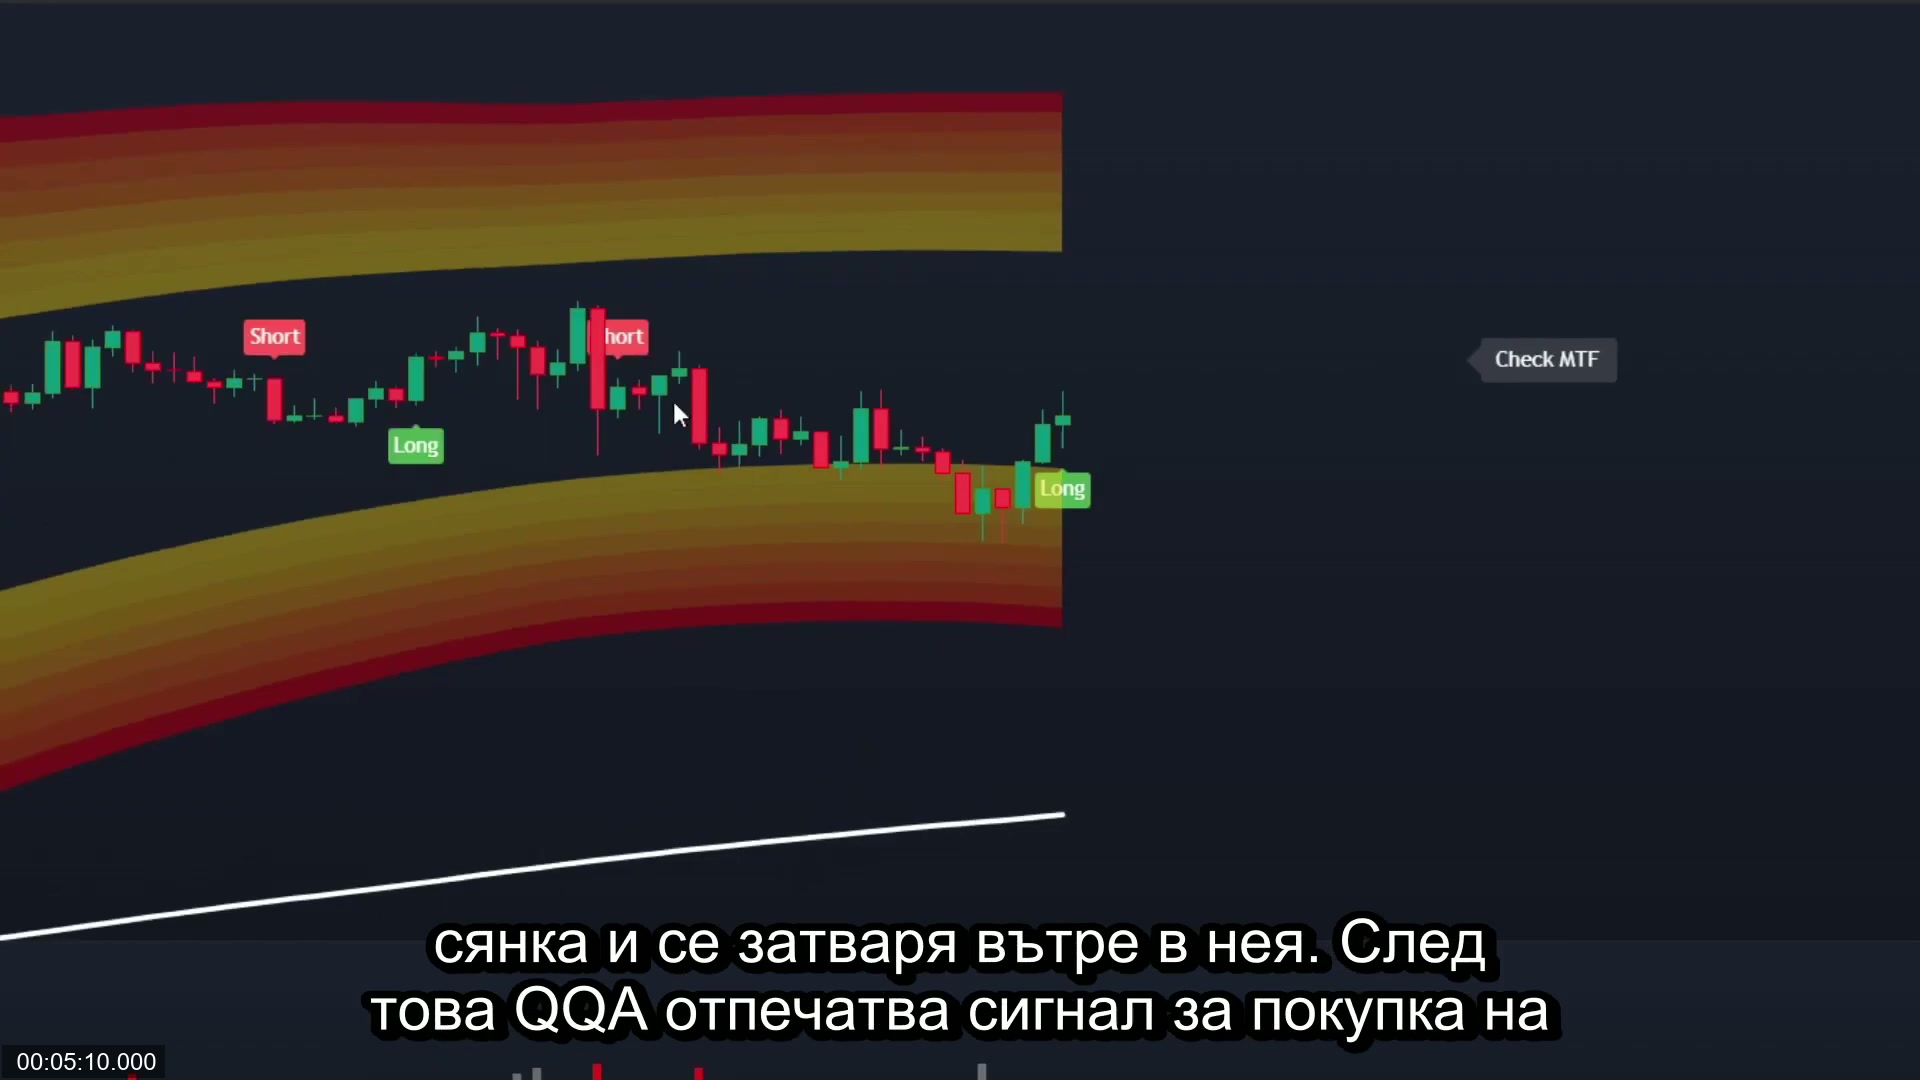 Short
hort
Check MTF
Long
Long
сянка и се затваря вътре в нея. След
това QQA отпечатва сигнал за покупка на
00:05:10.000